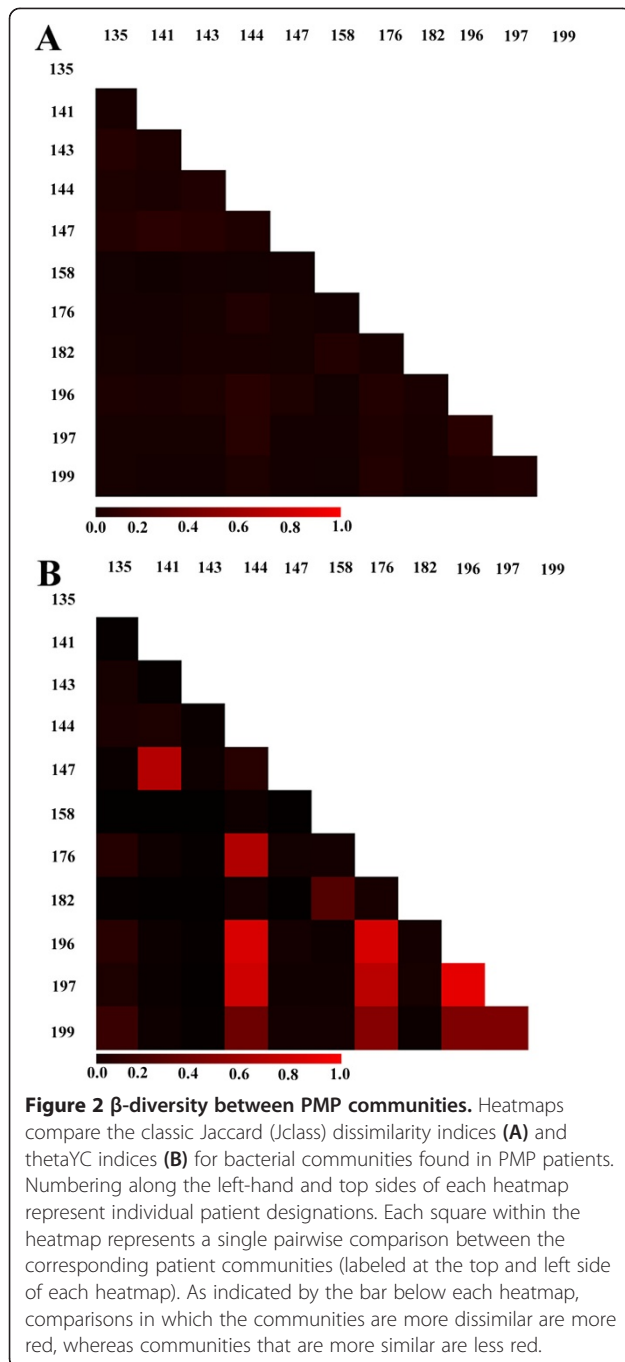 A
135 141 143 144 147 158 176 182 196 197 199
135
141
143
144
147
158
176
182
196
197
199
0.0 0.2 0.4 0.6 0.8 1.0
B
135 141 143 144 147 158 176 182 196 197 199
135
141
143
144
147
158
176
182
196
197
199
0.0 0.2 0.4 0.6 0.8 1.0
Figure 2 β-diversity between PMP communities. Heatmaps
compare the classic Jaccard (Jclass) dissimilarity indices (A) and
thetaYC indices (B) for bacterial communities found in PMP patients.
Numbering along the left-hand and top sides of each heatmap
represent individual patient designations. Each square within the
heatmap represents a single pairwise comparison between the
corresponding patient communities (labeled at the top and left side
of each heatmap). As indicated by the bar below each heatmap,
comparisons in which the communities are more dissimilar are more
red, whereas communities that are more similar are less red.